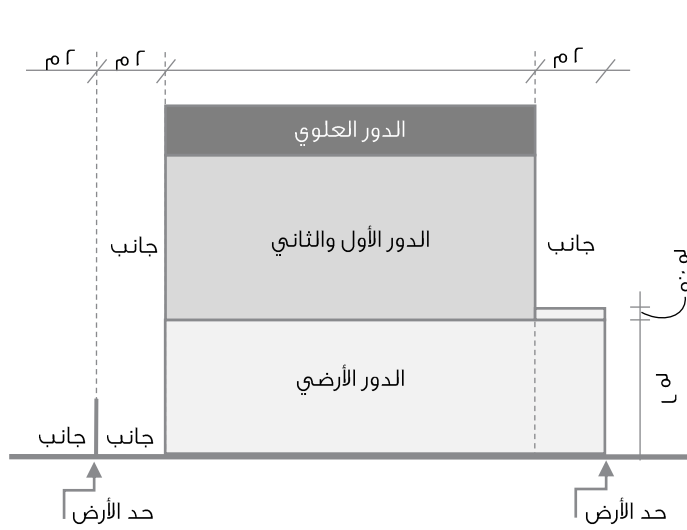 ٢ م
٢ م
٢ م
الدور العلوي
جانب
الدور الأول والثاني
جانب
الدور الأرضي
جانب
جانب
حد الأرض
حد الأرض